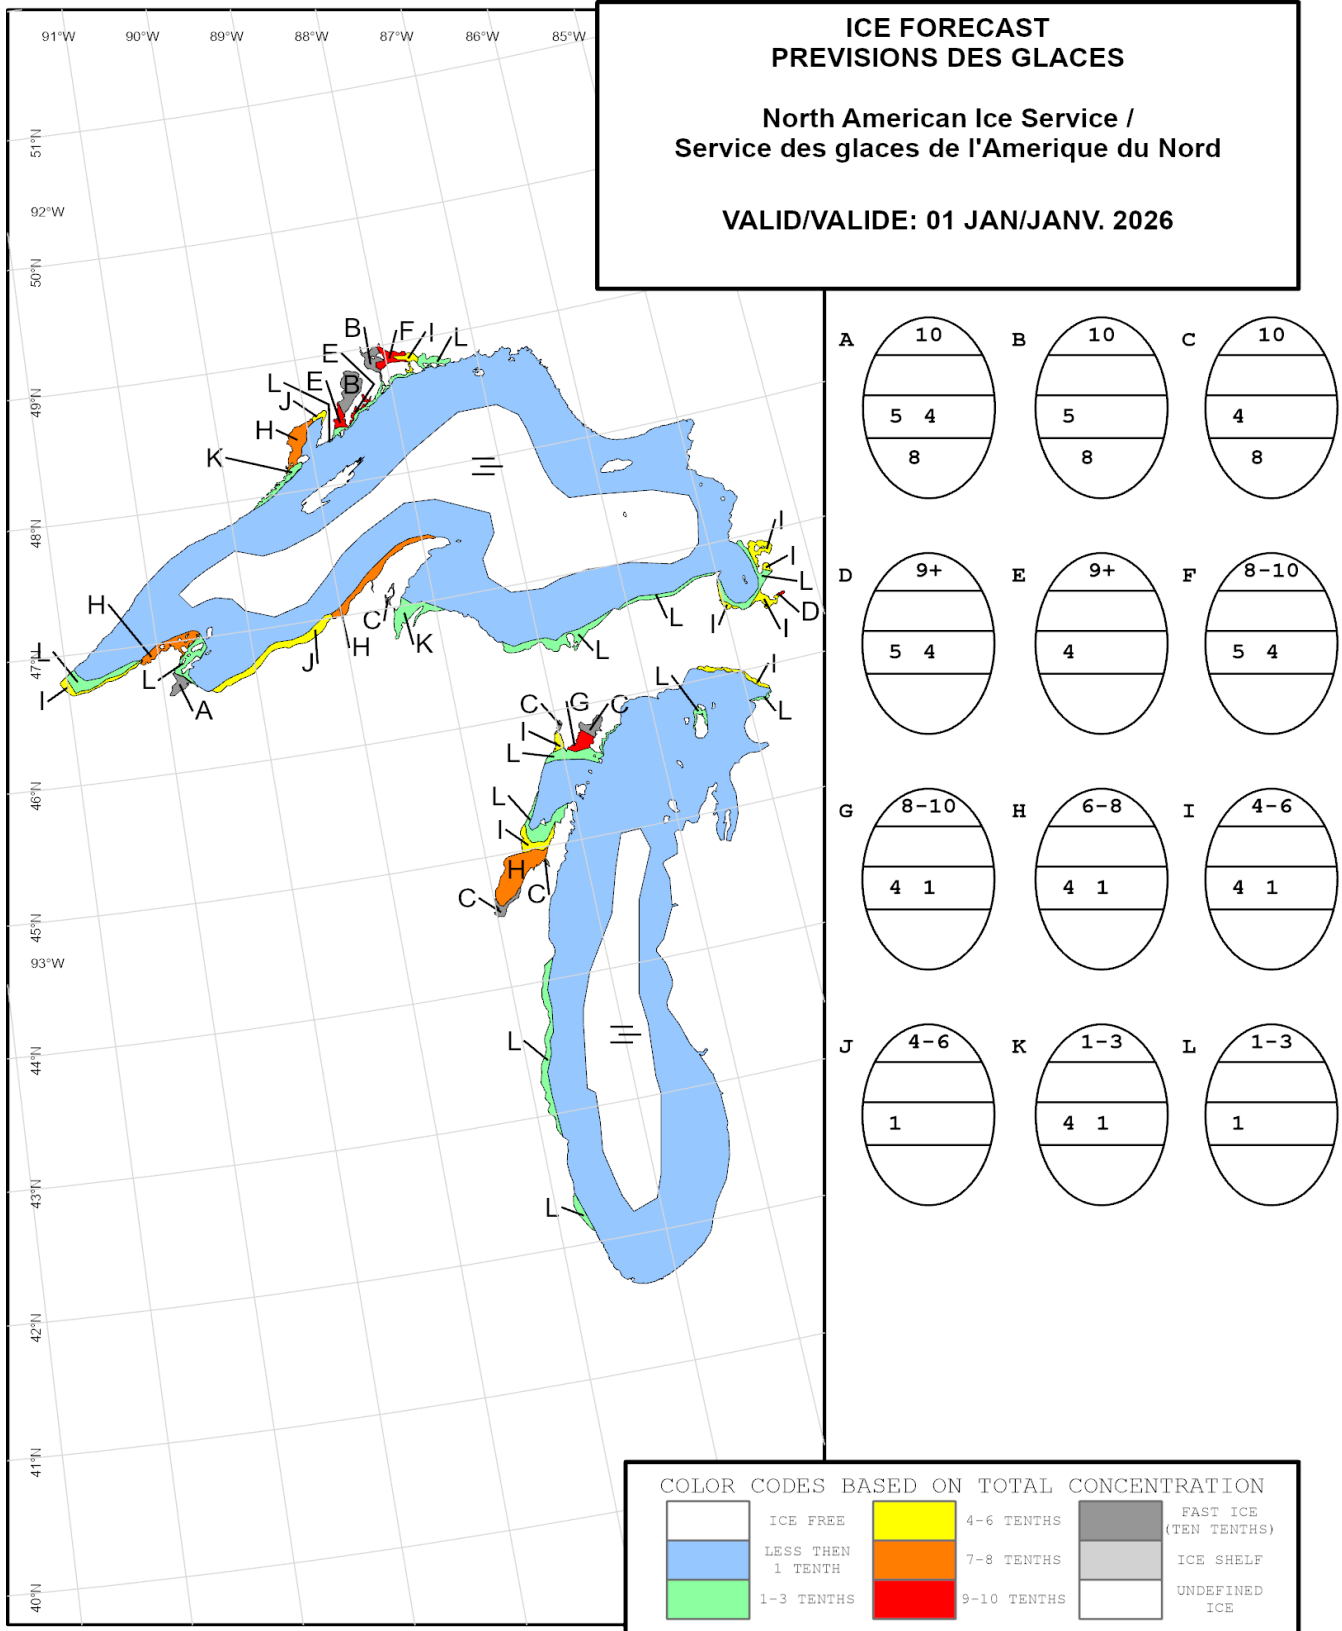 ICE FORECAST
PREVISIONS DES GLACES
North American Ice Service /
Service des glaces de l'Amerique du Nord
VALID/VALIDE: 01 JAN/JANV. 2026
91°W 90°W 89°W 88°W 87°W 86°W 85°W
51°N
92°W
50°N
49°N
48°N
47°N
46°N
45°N
93°W
44°N
43°N
42°N
41°N
40°N
B F I L
E
L E B
J
H
K
I
I
L
D
H
C
K
L
L
I
I
H
J
L
L
I
A
L
I
L
C G C
I
L
L
I
H
C
C
L
L
A 10
5 4
8
B 10
5
8
C 10
4
8
D 9+
5 4
E 9+
4
F 8-10
5 4
G 8-10
4 1
H 6-8
4 1
I 4-6
4 1
J 4-6
1
K 1-3
4 1
L 1-3
1
COLOR CODES BASED ON TOTAL CONCENTRATION
ICE FREE
LESS THEN
1 TENTH
1-3 TENTHS
4-6 TENTHS
7-8 TENTHS
9-10 TENTHS
FAST ICE
(TEN TENTHS)
ICE SHELF
UNDEFINED
ICE